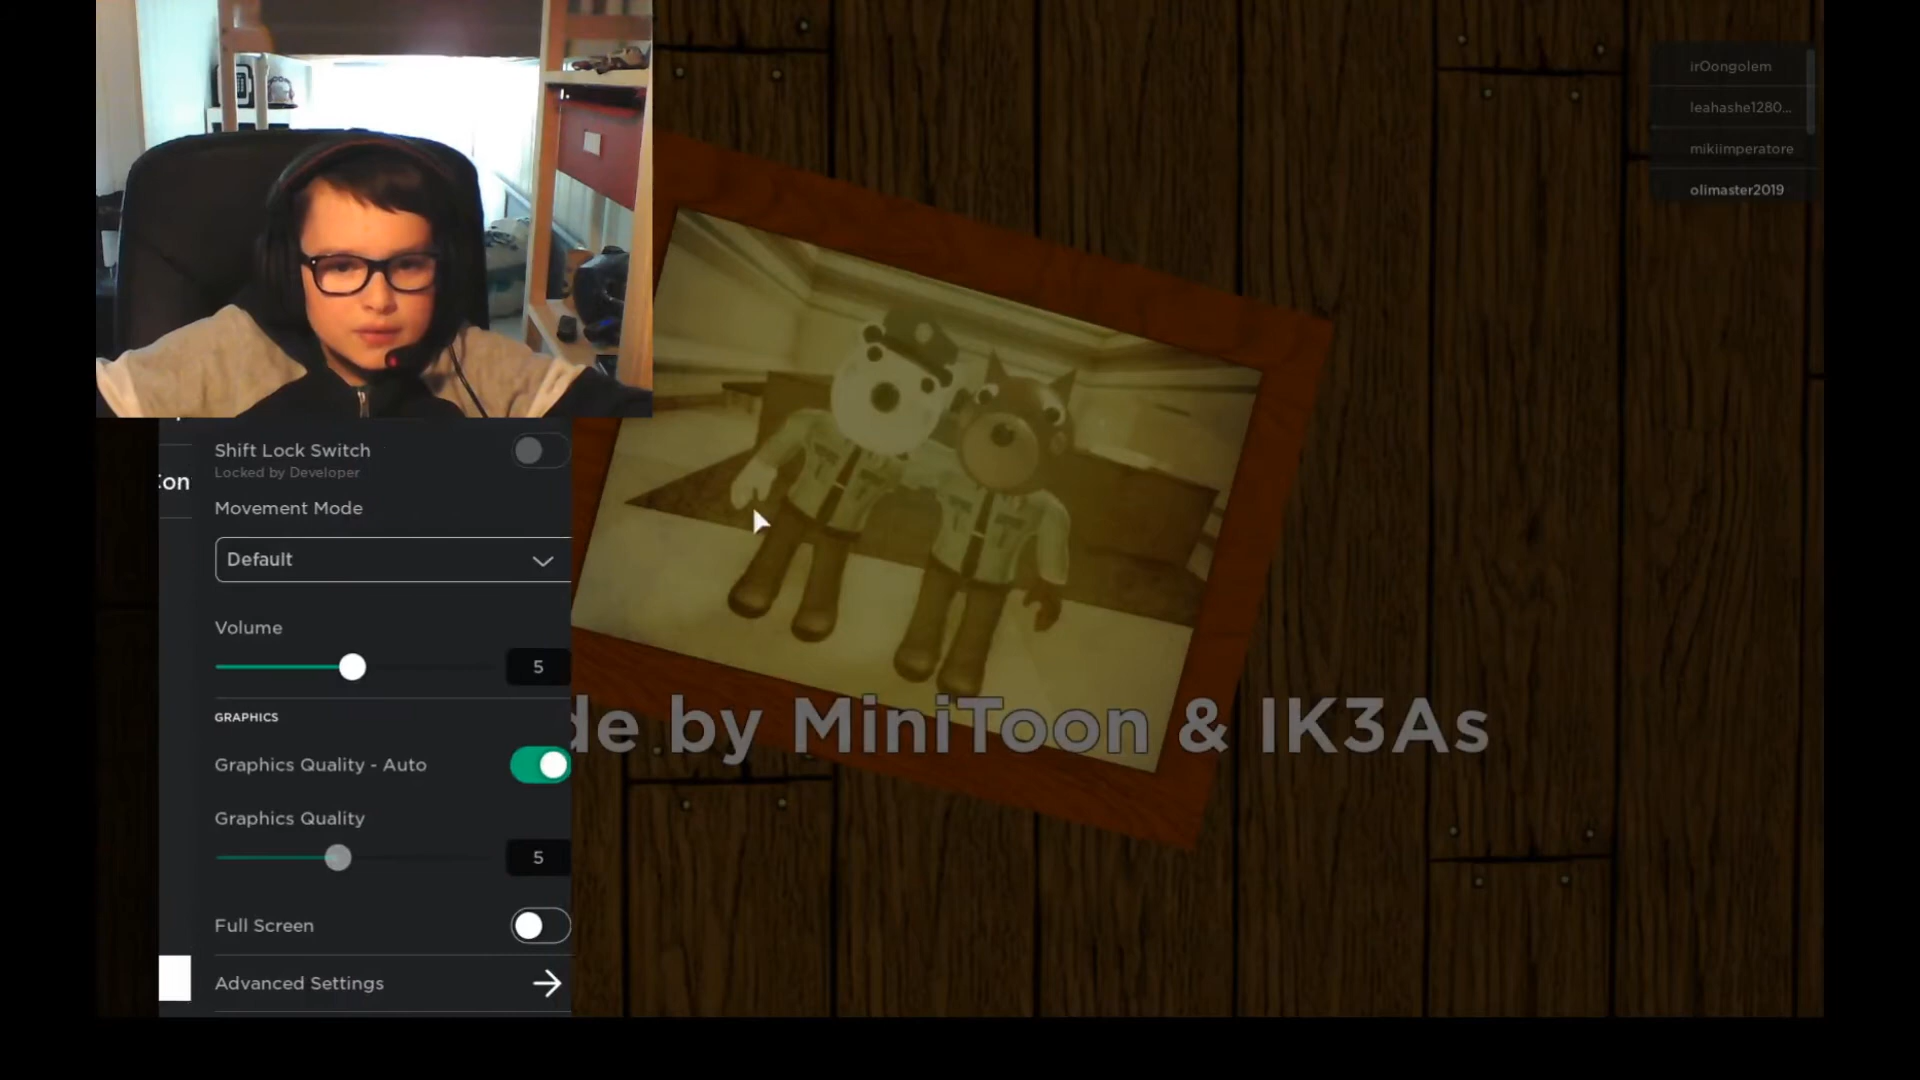 irOongolem
leahashe1280...
mikiimperatore
olimaster2019
Shift Lock Switch
Locked by Developer
Con
Movement Mode
Default
Volume
5
GRAPHICS
de by MiniToon & IK3As
Graphics Quality - Auto
Graphics Quality
5
Full Screen
Advanced Settings